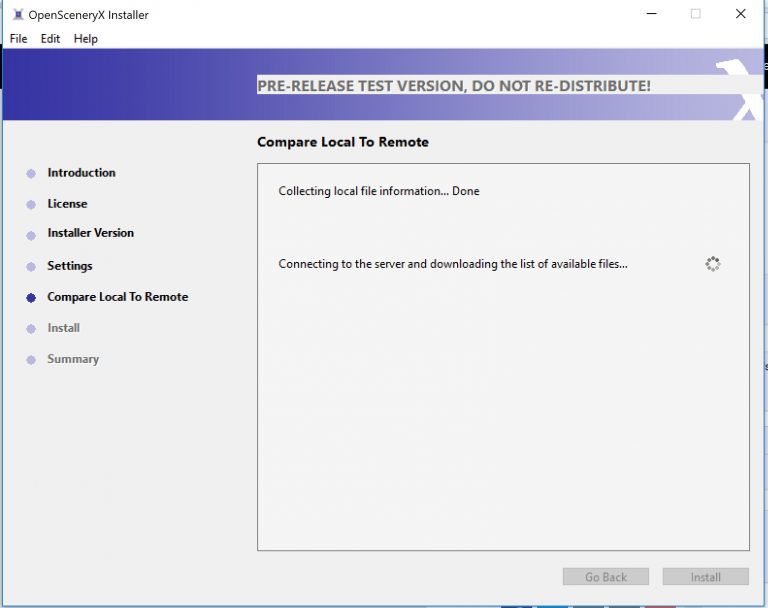 OpenSceneryX Installer
File Edit Help
PRE-RELEASE TEST VERSION, DO NOT RE-DISTRIBUTE!
Compare Local To Remote
Introduction
License
Installer Version
Settings
Compare Local To Remote
Install
Summary
Collecting local file information... Done
Connecting to the server and downloading the list of available files...
Go Back
Install